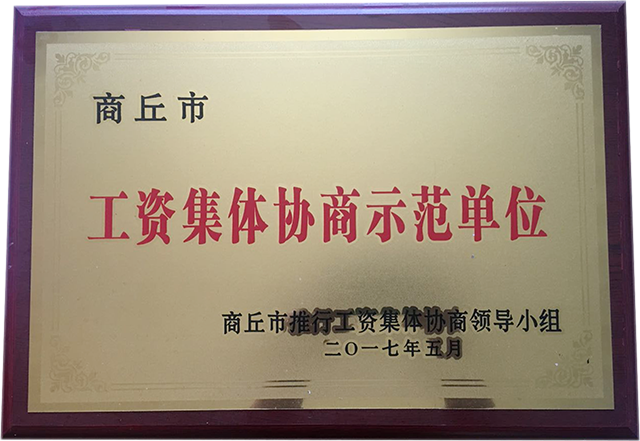 商丘市
工资集体协商示范单位
商丘市推行工资集体协商领导小组
二〇一七年五月